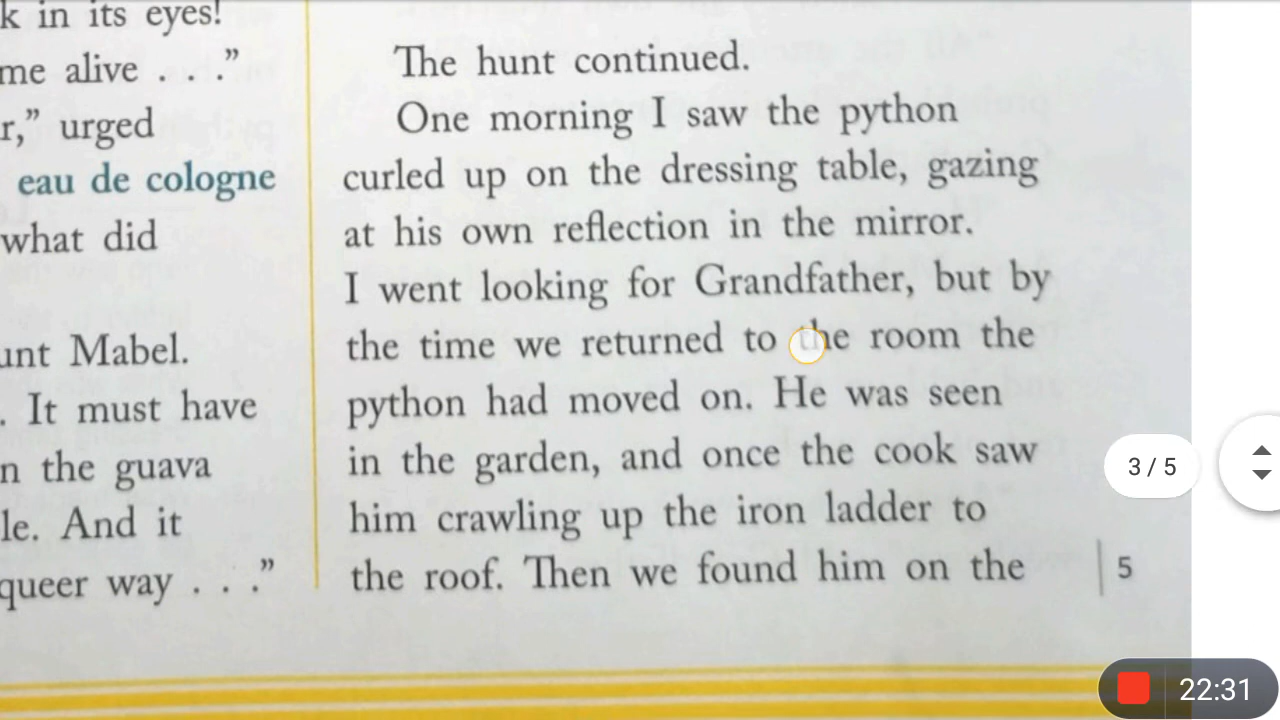 k in its eyes!
me alive . . .”
r,” urged
eau de cologne
what did
unt Mabel.
. It must have
n the guava
le. And it
queer way . . .”
The hunt continued.
One morning I saw the python
curled up on the dressing table, gazing
at his own reflection in the mirror.
I went looking for Grandfather, but by
the time we returned to the room the
python had moved on. He was seen
in the garden, and once the cook saw
him crawling up the iron ladder to
the roof. Then we found him on the
5
3 / 5
22:31